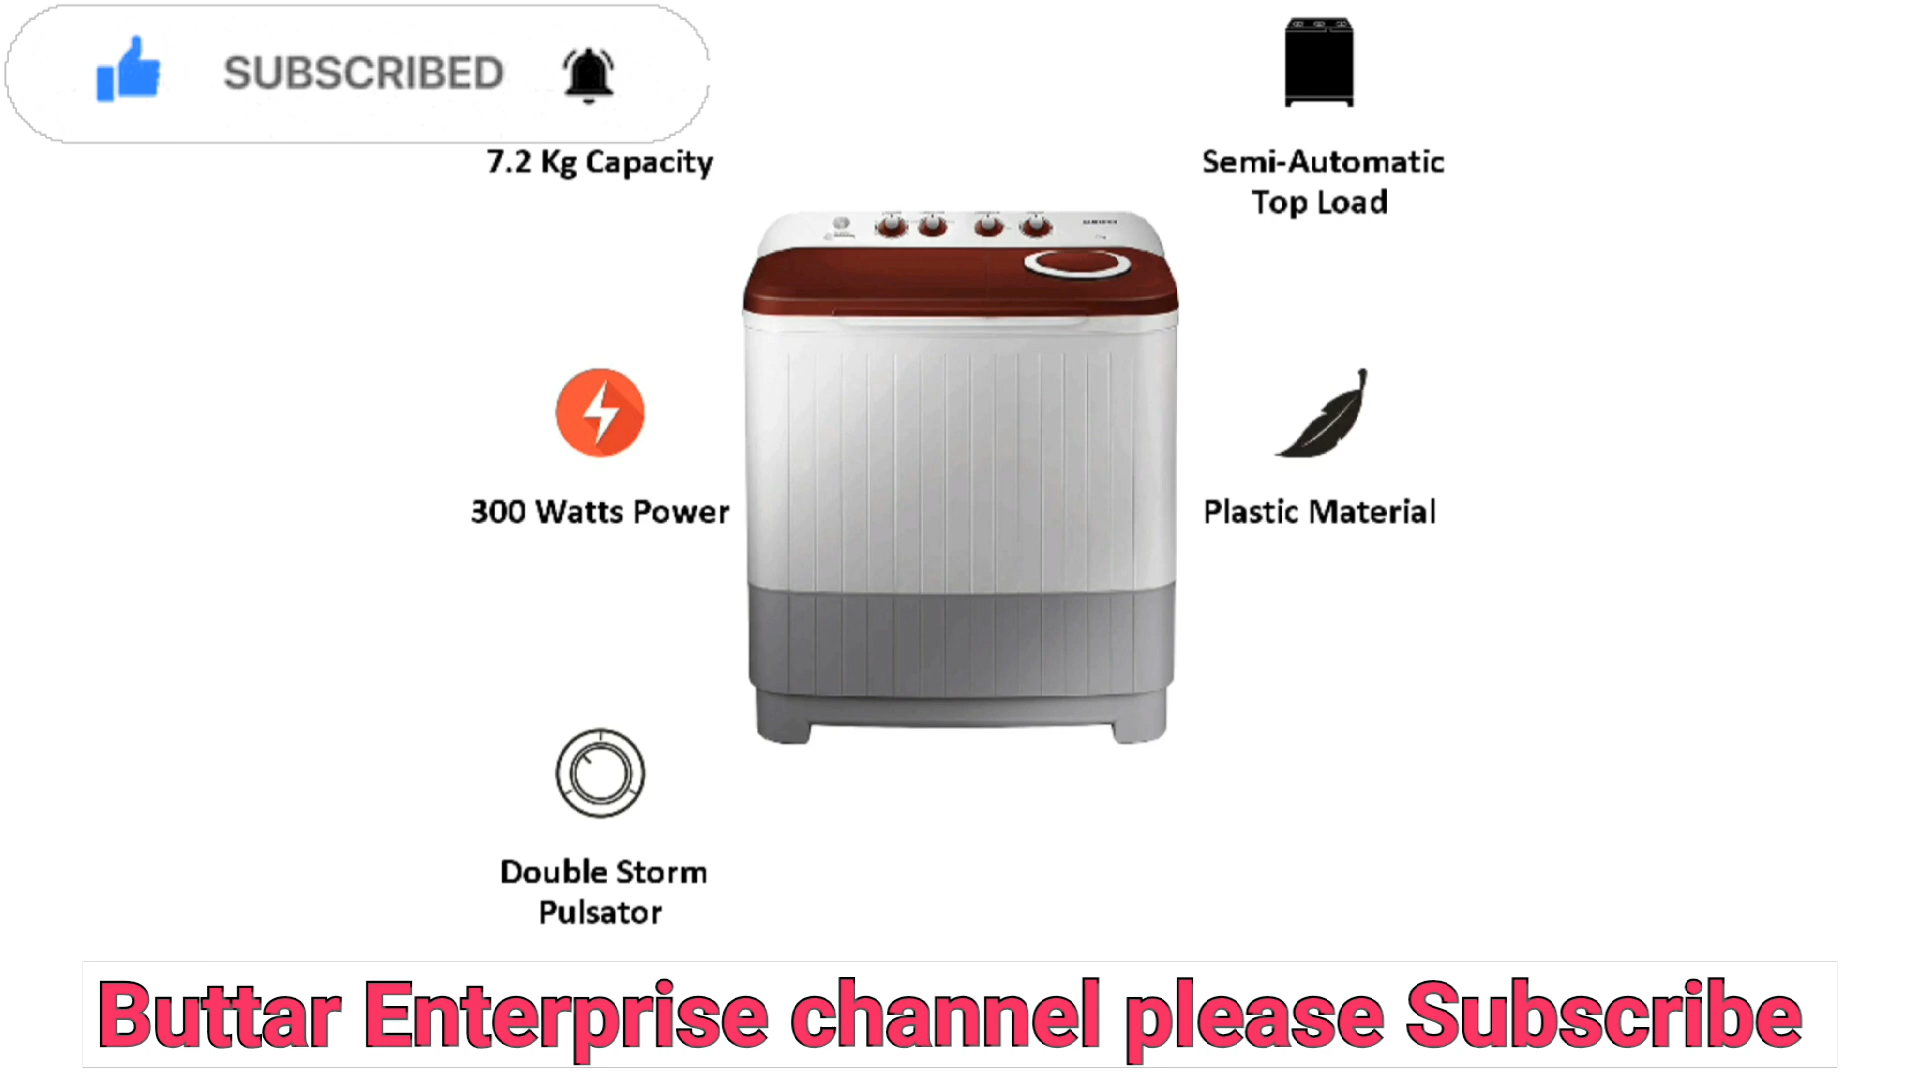 SUBSCRIBED
7.2 Kg Capacity
Semi-Automatic
Top Load
300 Watts Power
Plastic Material
Double Storm
Pulsator
Buttar Enterprise channel please Subscribe